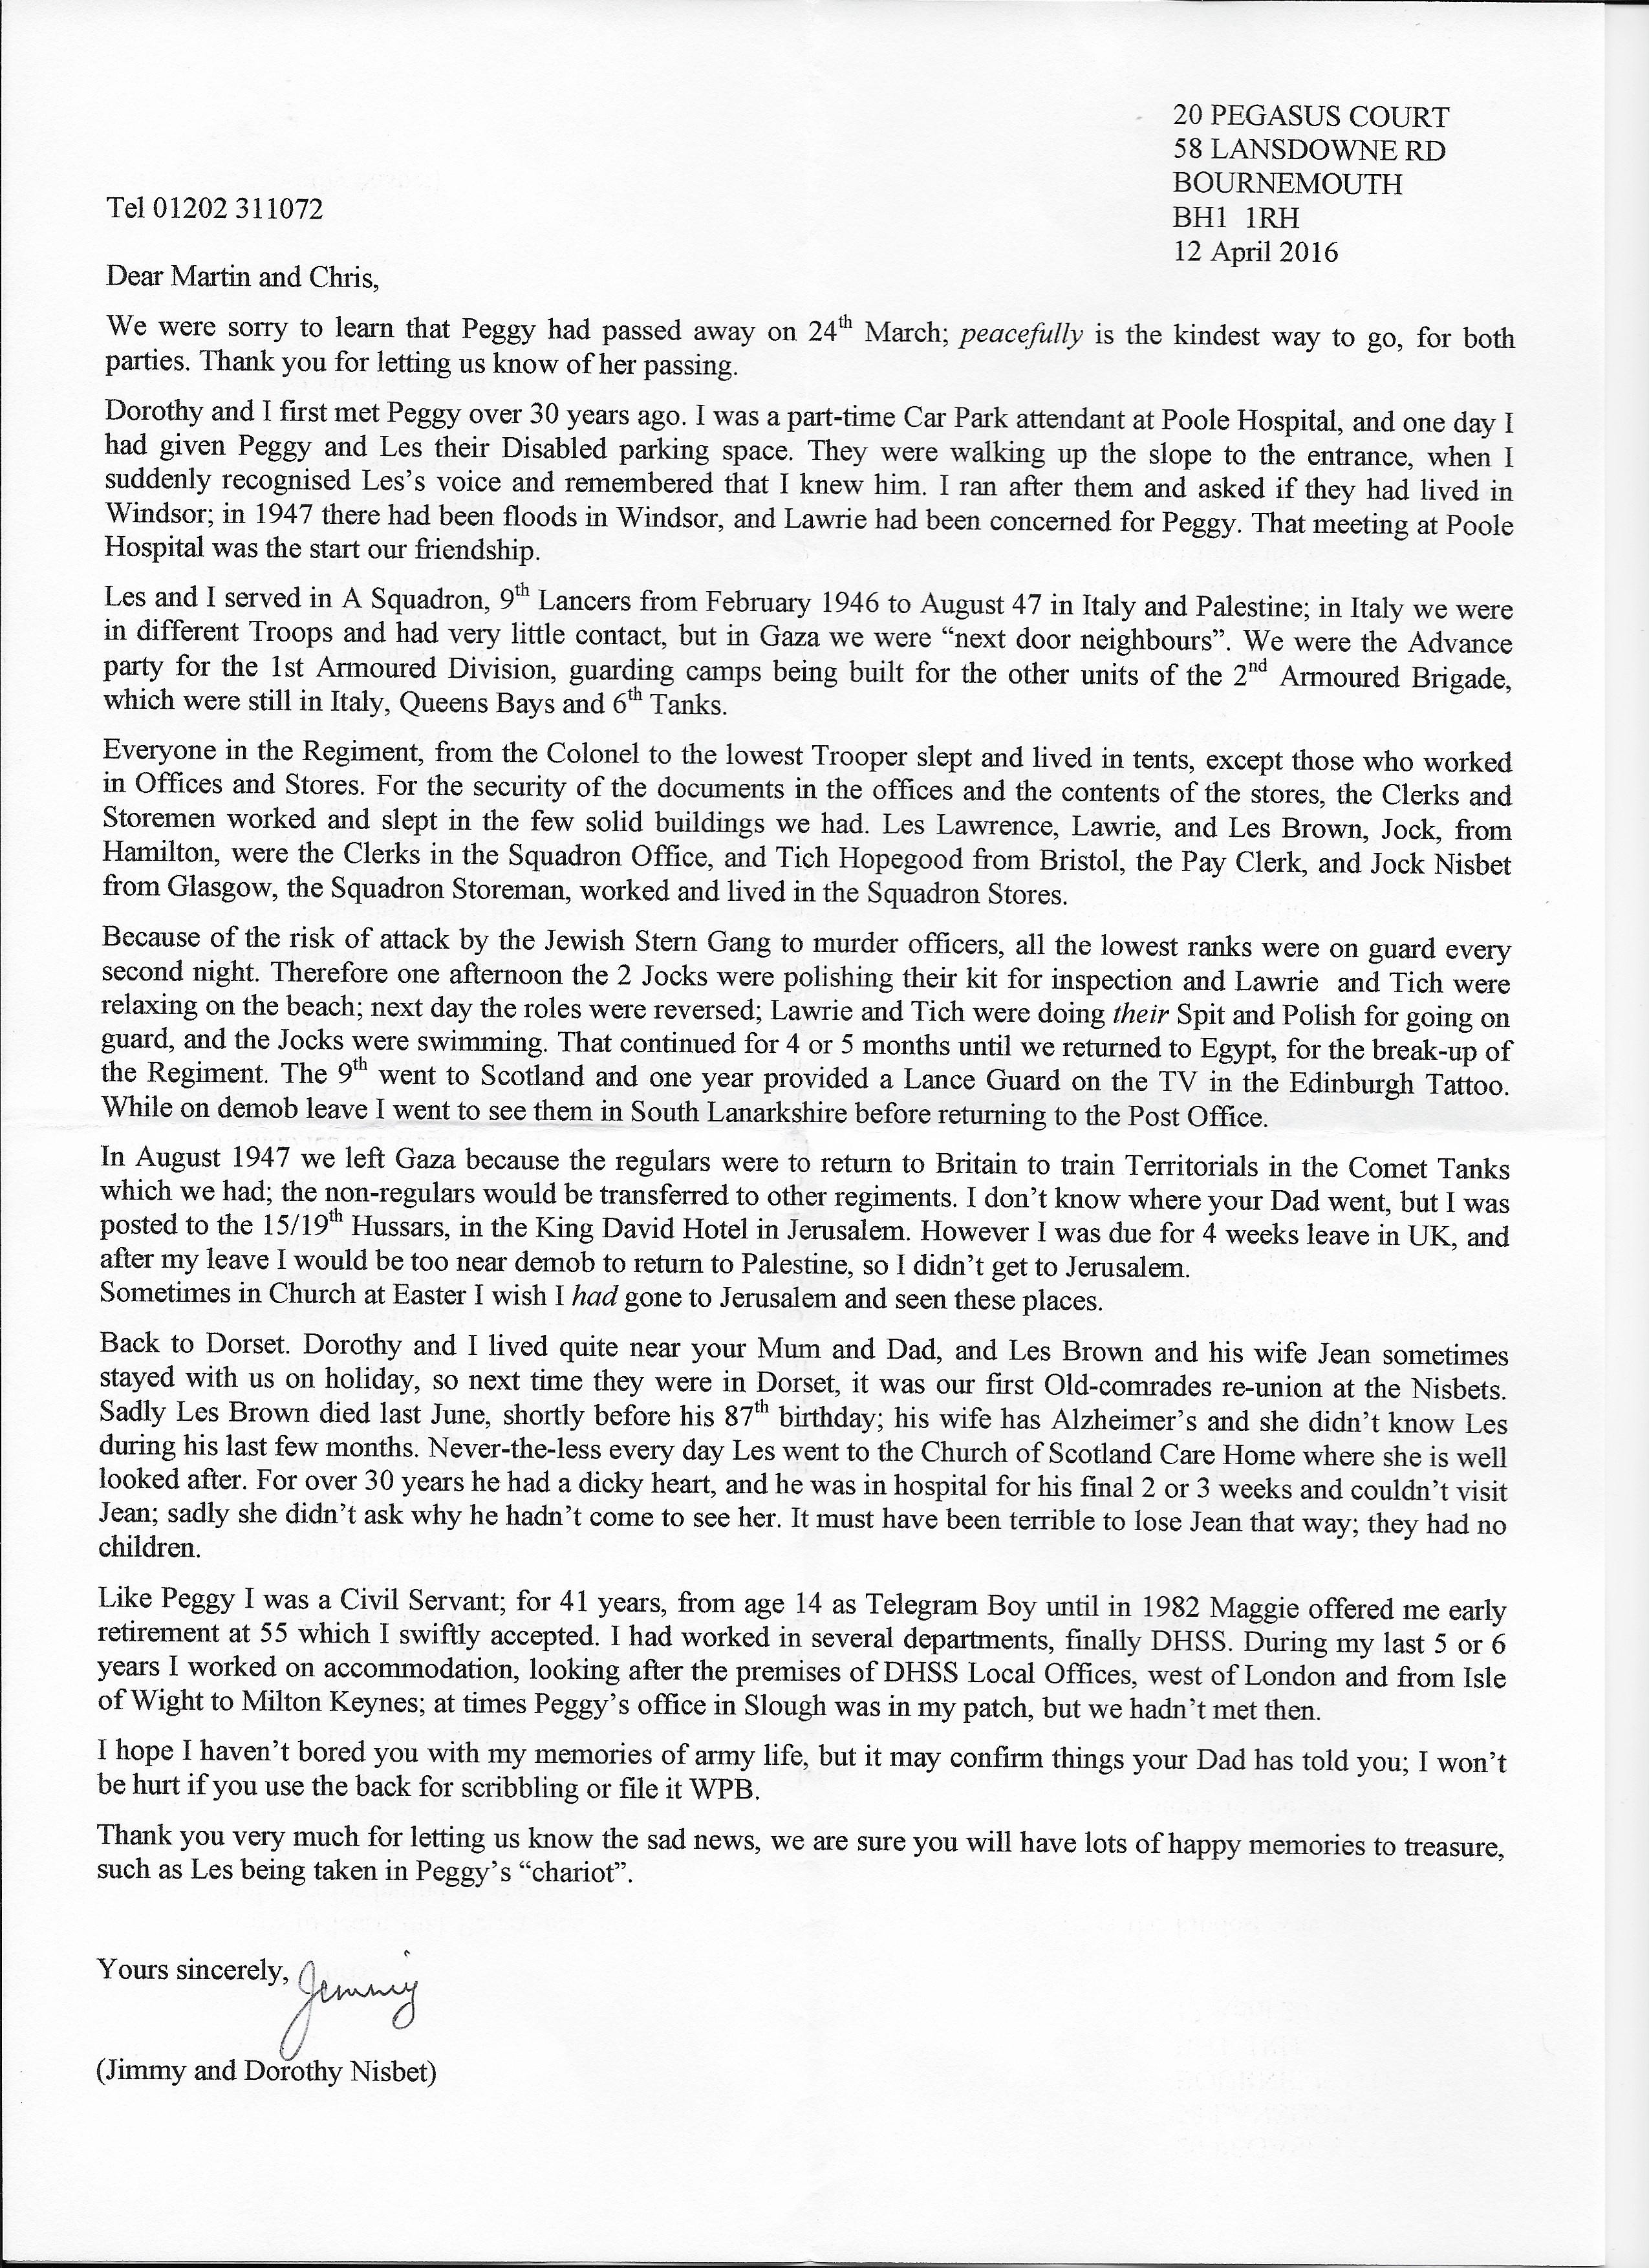 20 PEGASUS COURT
58 LANSDOWNE RD
BOURNEMOUTH
Tel 01202 311072
BH1 1RH
12 April 2016
Dear Martin and Chris,
We were sorry to learn that Peggy had passed away on 24th March; peacefully is the kindest way to go, for both
parties. Thank you for letting us know of her passing.
Dorothy and I first met Peggy over 30 years ago. I was a part-time Car Park attendant at Poole Hospital, and one day I
had given Peggy and Les their Disabled parking space. They were walking up the slope to the entrance, when I
suddenly recognised Les's voice and remembered that I knew him. I ran after them and asked if they had lived in
Windsor; in 1947 there had been floods in Windsor, and Lawrie had been concerned for Peggy. That meeting at Poole
Hospital was the start our friendship.
Les and I served in A Squadron, 9th Lancers from February 1946 to August 47 in Italy and Palestine; in Italy we were
in different Troops and had very little contact, but in Gaza we were “next door neighbours”. We were the Advance
party for the 1st Armoured Division, guarding camps being built for the other units of the 2nd Armoured Brigade,
which were still in Italy, Queens Bays and 6th Tanks.
Everyone in the Regiment, from the Colonel to the lowest Trooper slept and lived in tents, except those who worked
in Offices and Stores. For the security of the documents in the offices and the contents of the stores, the Clerks and
Storemen worked and slept in the few solid buildings we had. Les Lawrence, Lawrie, and Les Brown, Jock, from
Hamilton, were the Clerks in the Squadron Office, and Tich Hopegood from Bristol, the Pay Clerk, and Jock Nisbet
from Glasgow, the Squadron Storeman, worked and lived in the Squadron Stores.
Because of the risk of attack by the Jewish Stern Gang to murder officers, all the lowest ranks were on guard every
second night. Therefore one afternoon the 2 Jocks were polishing their kit for inspection and Lawrie and Tich were
relaxing on the beach; next day the roles were reversed; Lawrie and Tich were doing their Spit and Polish for going on
guard, and the Jocks were swimming. That continued for 4 or 5 months until we returned to Egypt, for the break-up of
the Regiment. The 9th went to Scotland and one year provided a Lance Guard on the TV in the Edinburgh Tattoo.
While on demob leave I went to see them in South Lanarkshire before returning to the Post Office.
In August 1947 we left Gaza because the regulars were to return to Britain to train Territorials in the Comet Tanks
which we had; the non-regulars would be transferred to other regiments. I don't know where your Dad went, but I was
posted to the 15/19th Hussars, in the King David Hotel in Jerusalem. However I was due for 4 weeks leave in UK, and
after my leave I would be too near demob to return to Palestine, so I didn't get to Jerusalem.
Sometimes in Church at Easter I wish I had gone to Jerusalem and seen these places.
Back to Dorset. Dorothy and I lived quite near your Mum and Dad, and Les Brown and his wife Jean sometimes
stayed with us on holiday, so next time they were in Dorset, it was our first Old-comrades re-union at the Nisbets.
Sadly Les Brown died last June, shortly before his 87th birthday; his wife has Alzheimer's and she didn't know Les
during his last few months. Never-the-less every day Les went to the Church of Scotland Care Home where she is well
looked after. For over 30 years he had a dicky heart, and he was in hospital for his final 2 or 3 weeks and couldn't visit
Jean; sadly she didn't ask why he hadn't come to see her. It must have been terrible to lose Jean that way; they had no
children.
Like Peggy I was a Civil Servant; for 41 years, from age 14 as Telegram Boy until in 1982 Maggie offered me early
retirement at 55 which I swiftly accepted. I had worked in several departments, finally DHSS. During my last 5 or 6
years I worked on accommodation, looking after the premises of DHSS Local Offices, west of London and from Isle
of Wight to Milton Keynes; at times Peggy's office in Slough was in my patch, but we hadn't met then.
I hope I haven't bored you with my memories of army life, but it may confirm things your Dad has told you; I won't
be hurt if you use the back for scribbling or file it WPB.
Thank you very much for letting us know the sad news, we are sure you will have lots of happy memories to treasure,
such as Les being taken in Peggy's “chariot”.
Yours sincerely, Jimmy
(Jimmy and Dorothy Nisbet)